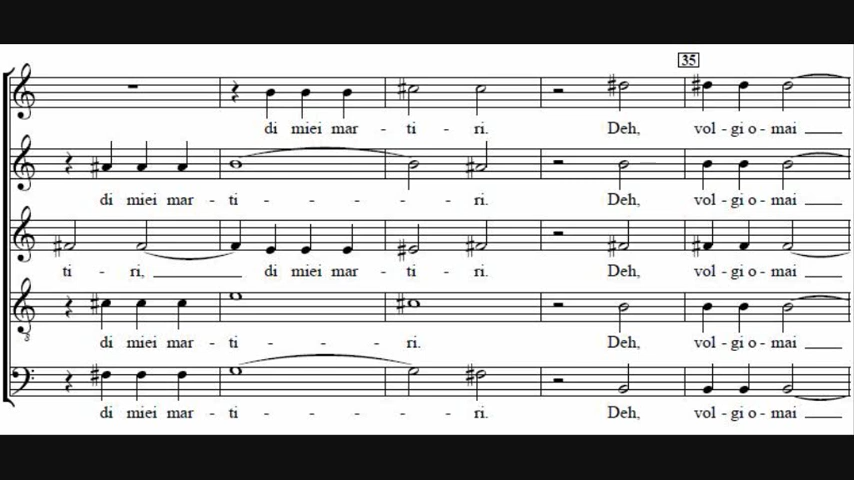 35
di miei mar - ti - ri. Deh, vol - gi o - mai
di miei mar - ti - - - - ri. Deh, vol - gi o - mai
ti - ri, di miei mar - ti - ri. Deh, vol - gi o - mai
8
di miei mar - ti - - - ri. Deh, vol - gi o - mai
di miei mar - ti - - - - ri. Deh, vol - gi o - mai